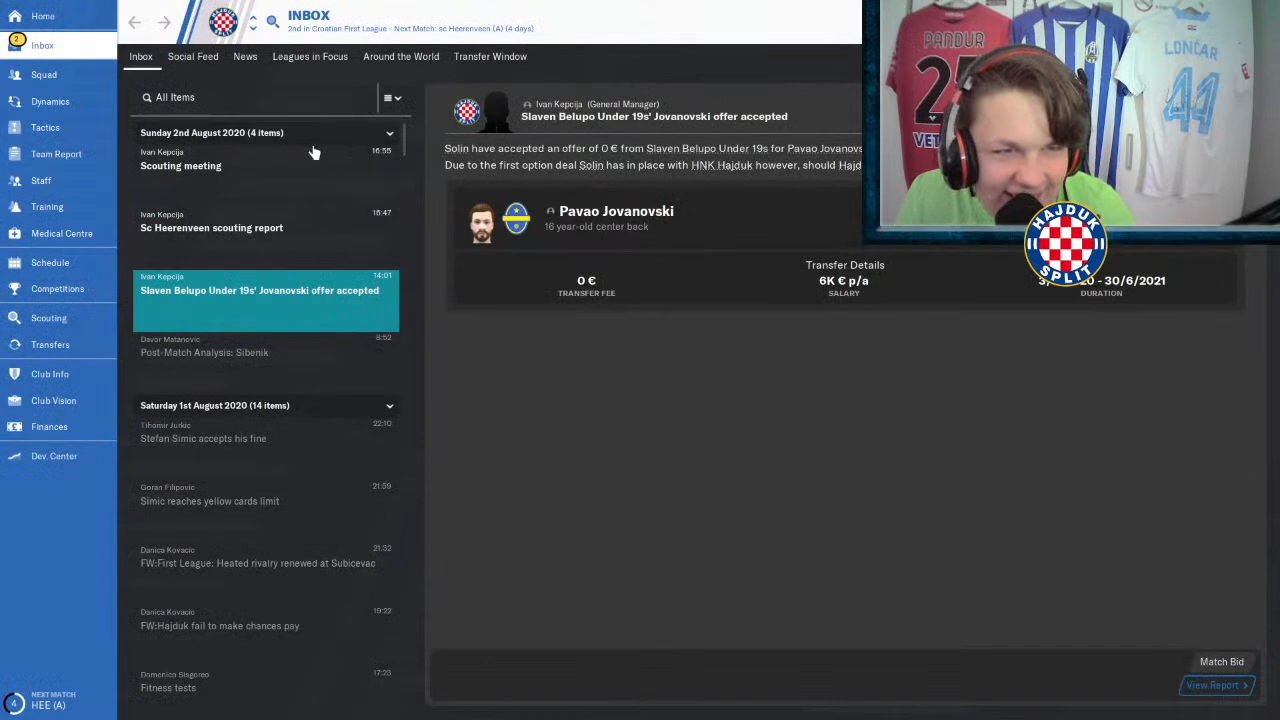 Home
2
Inbox
Squad
Dynamics
Tactics
Team Report
Staff
Training
Medical Centre
Schedule
Competitions
Scouting
Transfers
Club Info
Club Vision
Finances
Dev. Center
4
NEXT MATCH
HEE (A)
INBOX
2nd in Croatian First League - Next Match: sc Heerenveen (A) (4 days)
Inbox Social Feed News Leagues in Focus Around the World Transfer Window
All Items
Sunday 2nd August 2020 (4 items)
Ivan Kepcija 16:55
Scouting meeting
Ivan Kepcija 16:47
Sc Heerenveen scouting report
Ivan Kepcija 14:01
Slaven Belupo Under 19s' Jovanovski offer accepted
Davor Matanovic 8:52
Post-Match Analysis: Sibenik
Saturday 1st August 2020 (14 items)
Tihomir Jurkic 22:10
Stefan Simic accepts his fine
Goran Filipovic 21:59
Simic reaches yellow cards limit
Danica Kovacic 21:32
FW:First League: Heated rivalry renewed at Subicevac
Danica Kovacic 19:22
FW:Hajduk fail to make chances pay
Domenico Sisgoreo 17:23
Fitness tests
Ivan Kepcija (General Manager)
Slaven Belupo Under 19s' Jovanovski offer accepted
Solin have accepted an offer of 0 € from Slaven Belupo Under 19s for Pavao Jovanovs
Due to the first option deal Solin has in place with HNK Hajduk however, should Hajd
Pavao Jovanovski
16 year-old center back
Transfer Details
0 €
TRANSFER FEE
6K € p/a
SALARY
20 - 30/6/2021
DURATION
Match Bid
View Report >
PANDUR
25
LONČAR
44
HAJDUK
SPLIT